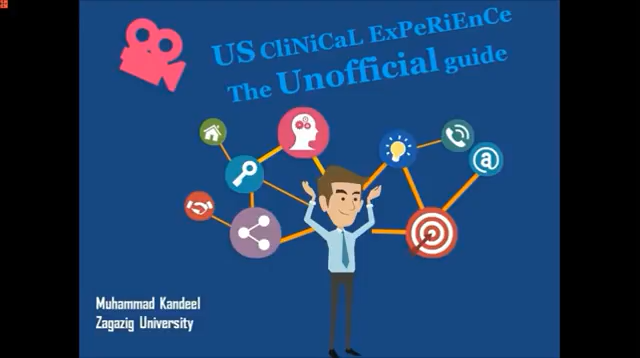 US CliNiCaL ExPeRiEnCe
The Unofficial guide
@
Muhammad Kandeel
Zagazig University